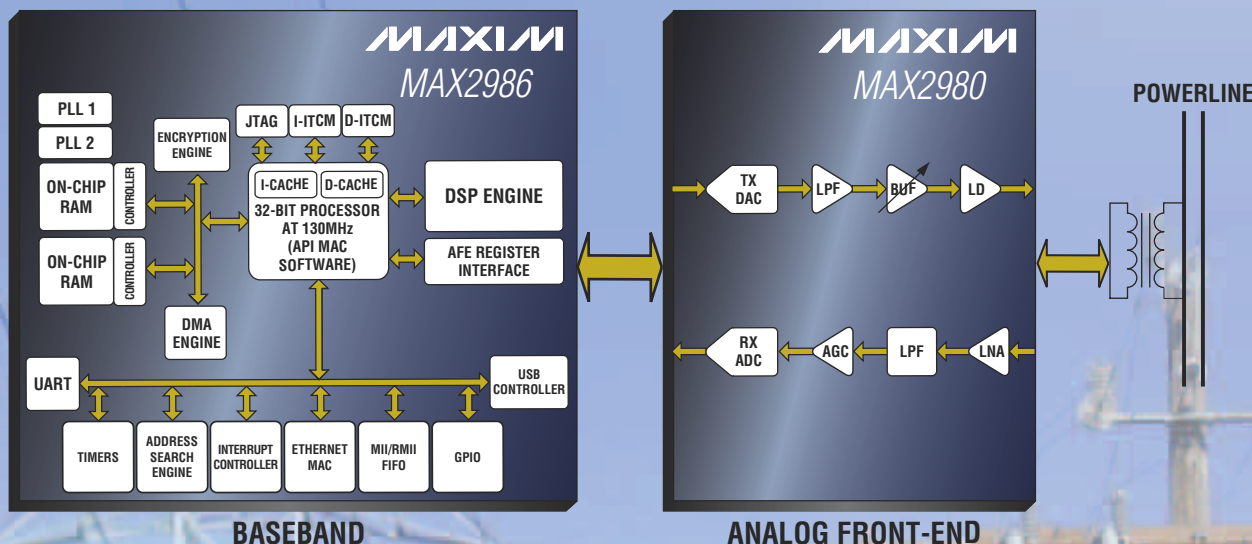 MAXIM
MAX2986
PLL 1
PLL 2
ON-CHIP
RAM
CONTROLLER
ON-CHIP
RAM
CONTROLLER
ENCRYPTION
ENGINE
DMA
ENGINE
JTAG
I-ITCM
D-ITCM
I-CACHE
D-CACHE
32-BIT PROCESSOR
AT 130MHz
(API MAC
SOFTWARE)
DSP ENGINE
AFE REGISTER
INTERFACE
UART
USB
CONTROLLER
TIMERS
ADDRESS
SEARCH
ENGINE
INTERRUPT
CONTROLLER
ETHERNET
MAC
MII/RMII
FIFO
GPIO
BASEBAND
MAXIM
MAX2980
TX
DAC
LPF
BUF
LD
RX
ADC
AGC
LPF
LNA
ANALOG FRONT-END
POWERLINE